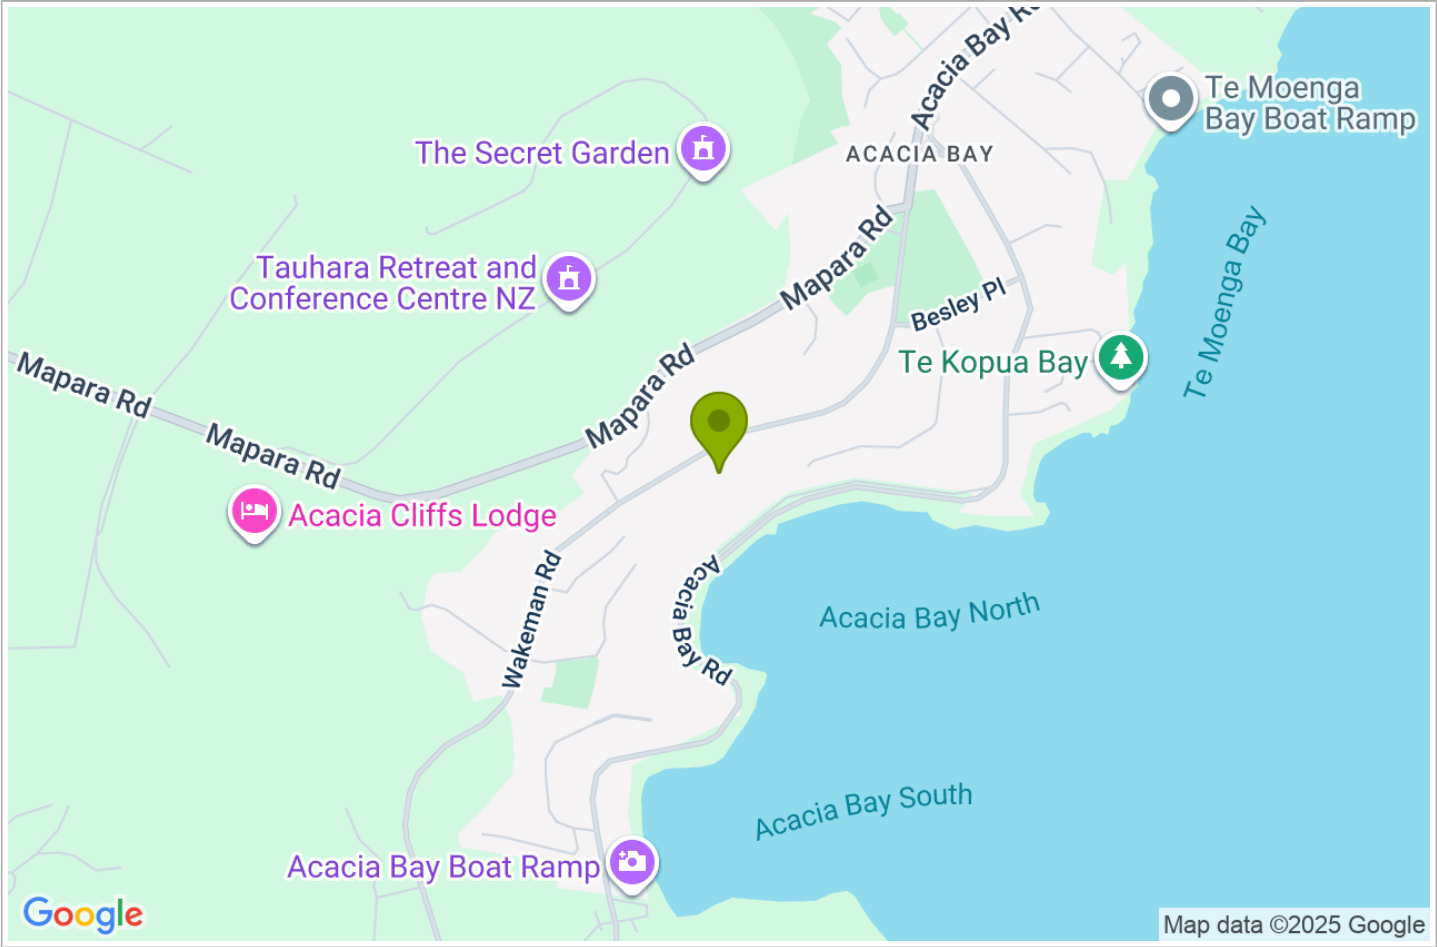 Acacia Bay Rd
Te Moenga
Bay Boat Ramp
The Secret Garden
ACACIA BAY
Mapara Rd
Te Moenga Bay
Tauhara Retreat and
Conference Centre NZ
Besley Pl
Te Kopua Bay
Mapara Rd
Mapara Rd
Mapara Rd
Acacia Cliffs Lodge
Wakeman Rd
Acacia Bay Rd
Acacia Bay North
Acacia Bay South
Acacia Bay Boat Ramp
Google
Map data ©2025 Google